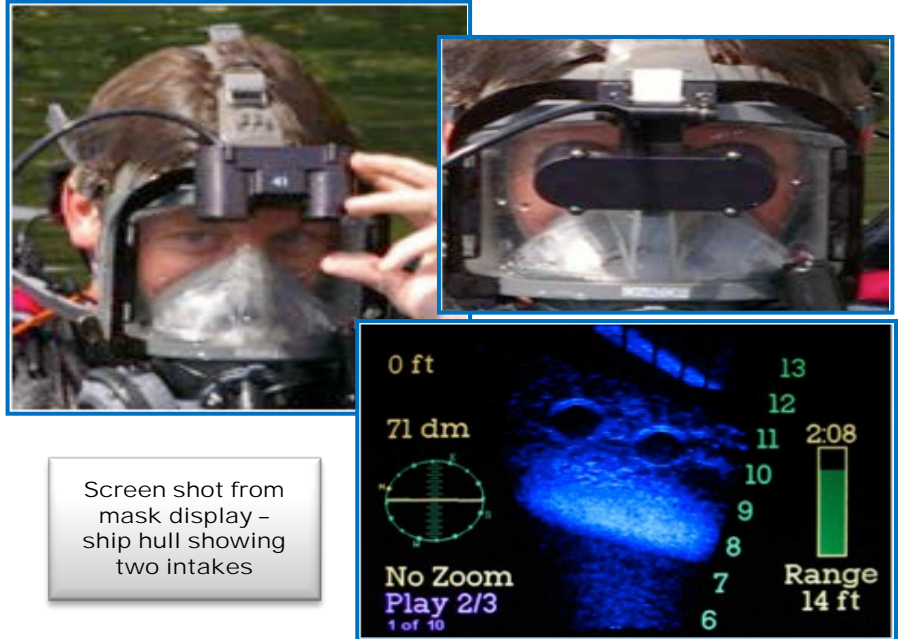 0 ft
71 dm
No Zoom
Play 2/3
1 of 10
13
12
11
10
9
8
7
6
2:08
Range
14 ft
Screen shot from
mask display –
ship hull showing
two intakes